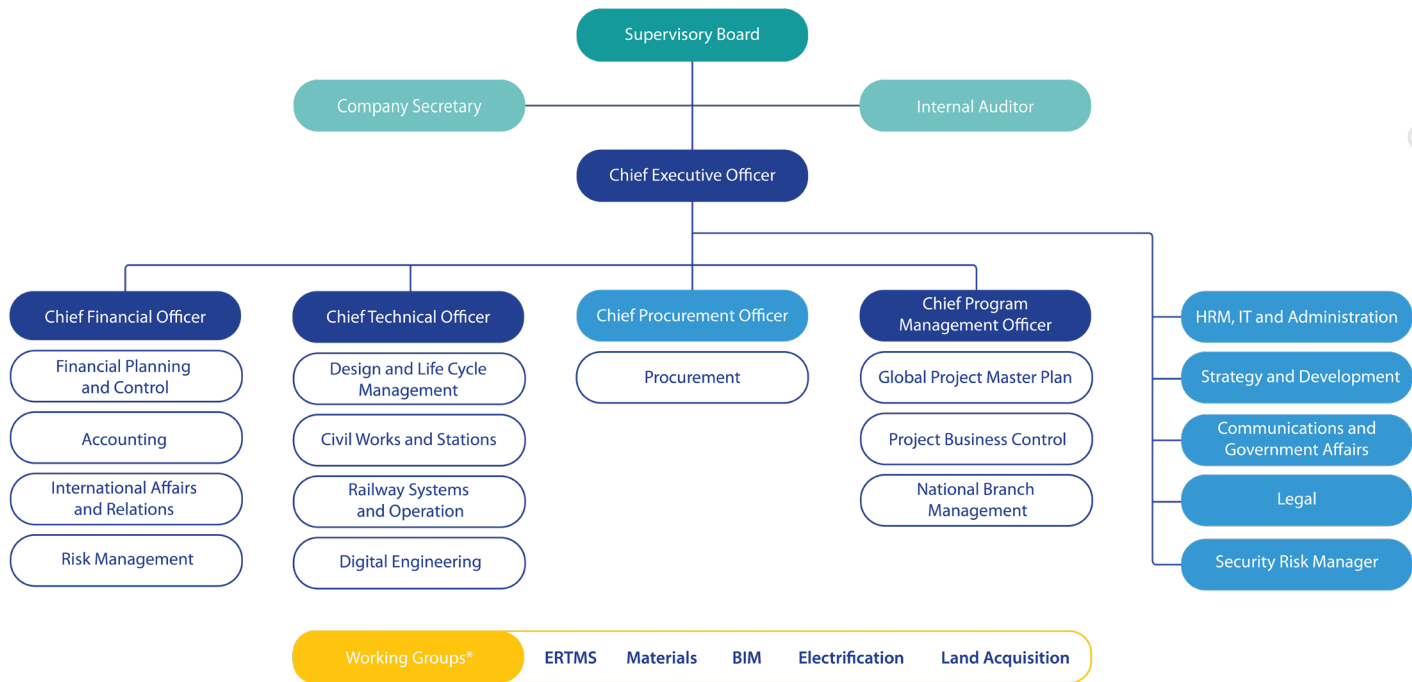 Supervisory Board
Company Secretary
Internal Auditor
Chief Executive Officer
Chief Financial Officer
Financial Planning
and Control
Accounting
International Affairs
and Relations
Risk Management
Chief Technical Officer
Design and Life Cycle
Management
Civil Works and Stations
Railway Systems
and Operation
Digital Engineering
Chief Procurement Officer
Procurement
Chief Program
Management Officer
Global Project Master Plan
Project Business Control
National Branch
Management
HRM, IT and Administration
Strategy and Development
Communications and
Government Affairs
Legal
Security Risk Manager
Working Groups* ERTMS Materials BIM Electrification Land Acquisition